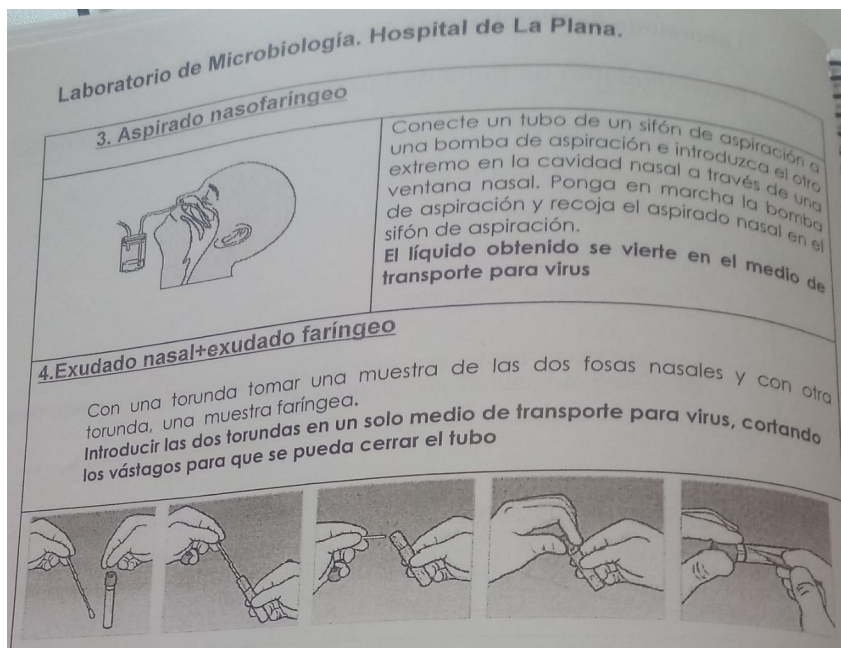 Laboratorio de Microbiología. Hospital de La Plana.
3. Aspirado nasofaríngeo
Conecte un tubo de un sifón de aspiración a
una bomba de aspiración e introduzca el otro
extremo en la cavidad nasal a través de una
ventana nasal. Ponga en marcha la bomba
de aspiración y recoja el aspirado nasal en el
sifón de aspiración.
El líquido obtenido se vierte en el medio de
transporte para virus
4.Exudado nasal+exudado faríngeo
Con una torunda tomar una muestra de las dos fosas nasales y con otra
torunda, una muestra faríngea.
Introducir las dos torundas en un solo medio de transporte para virus, cortando
los vástagos para que se pueda cerrar el tubo